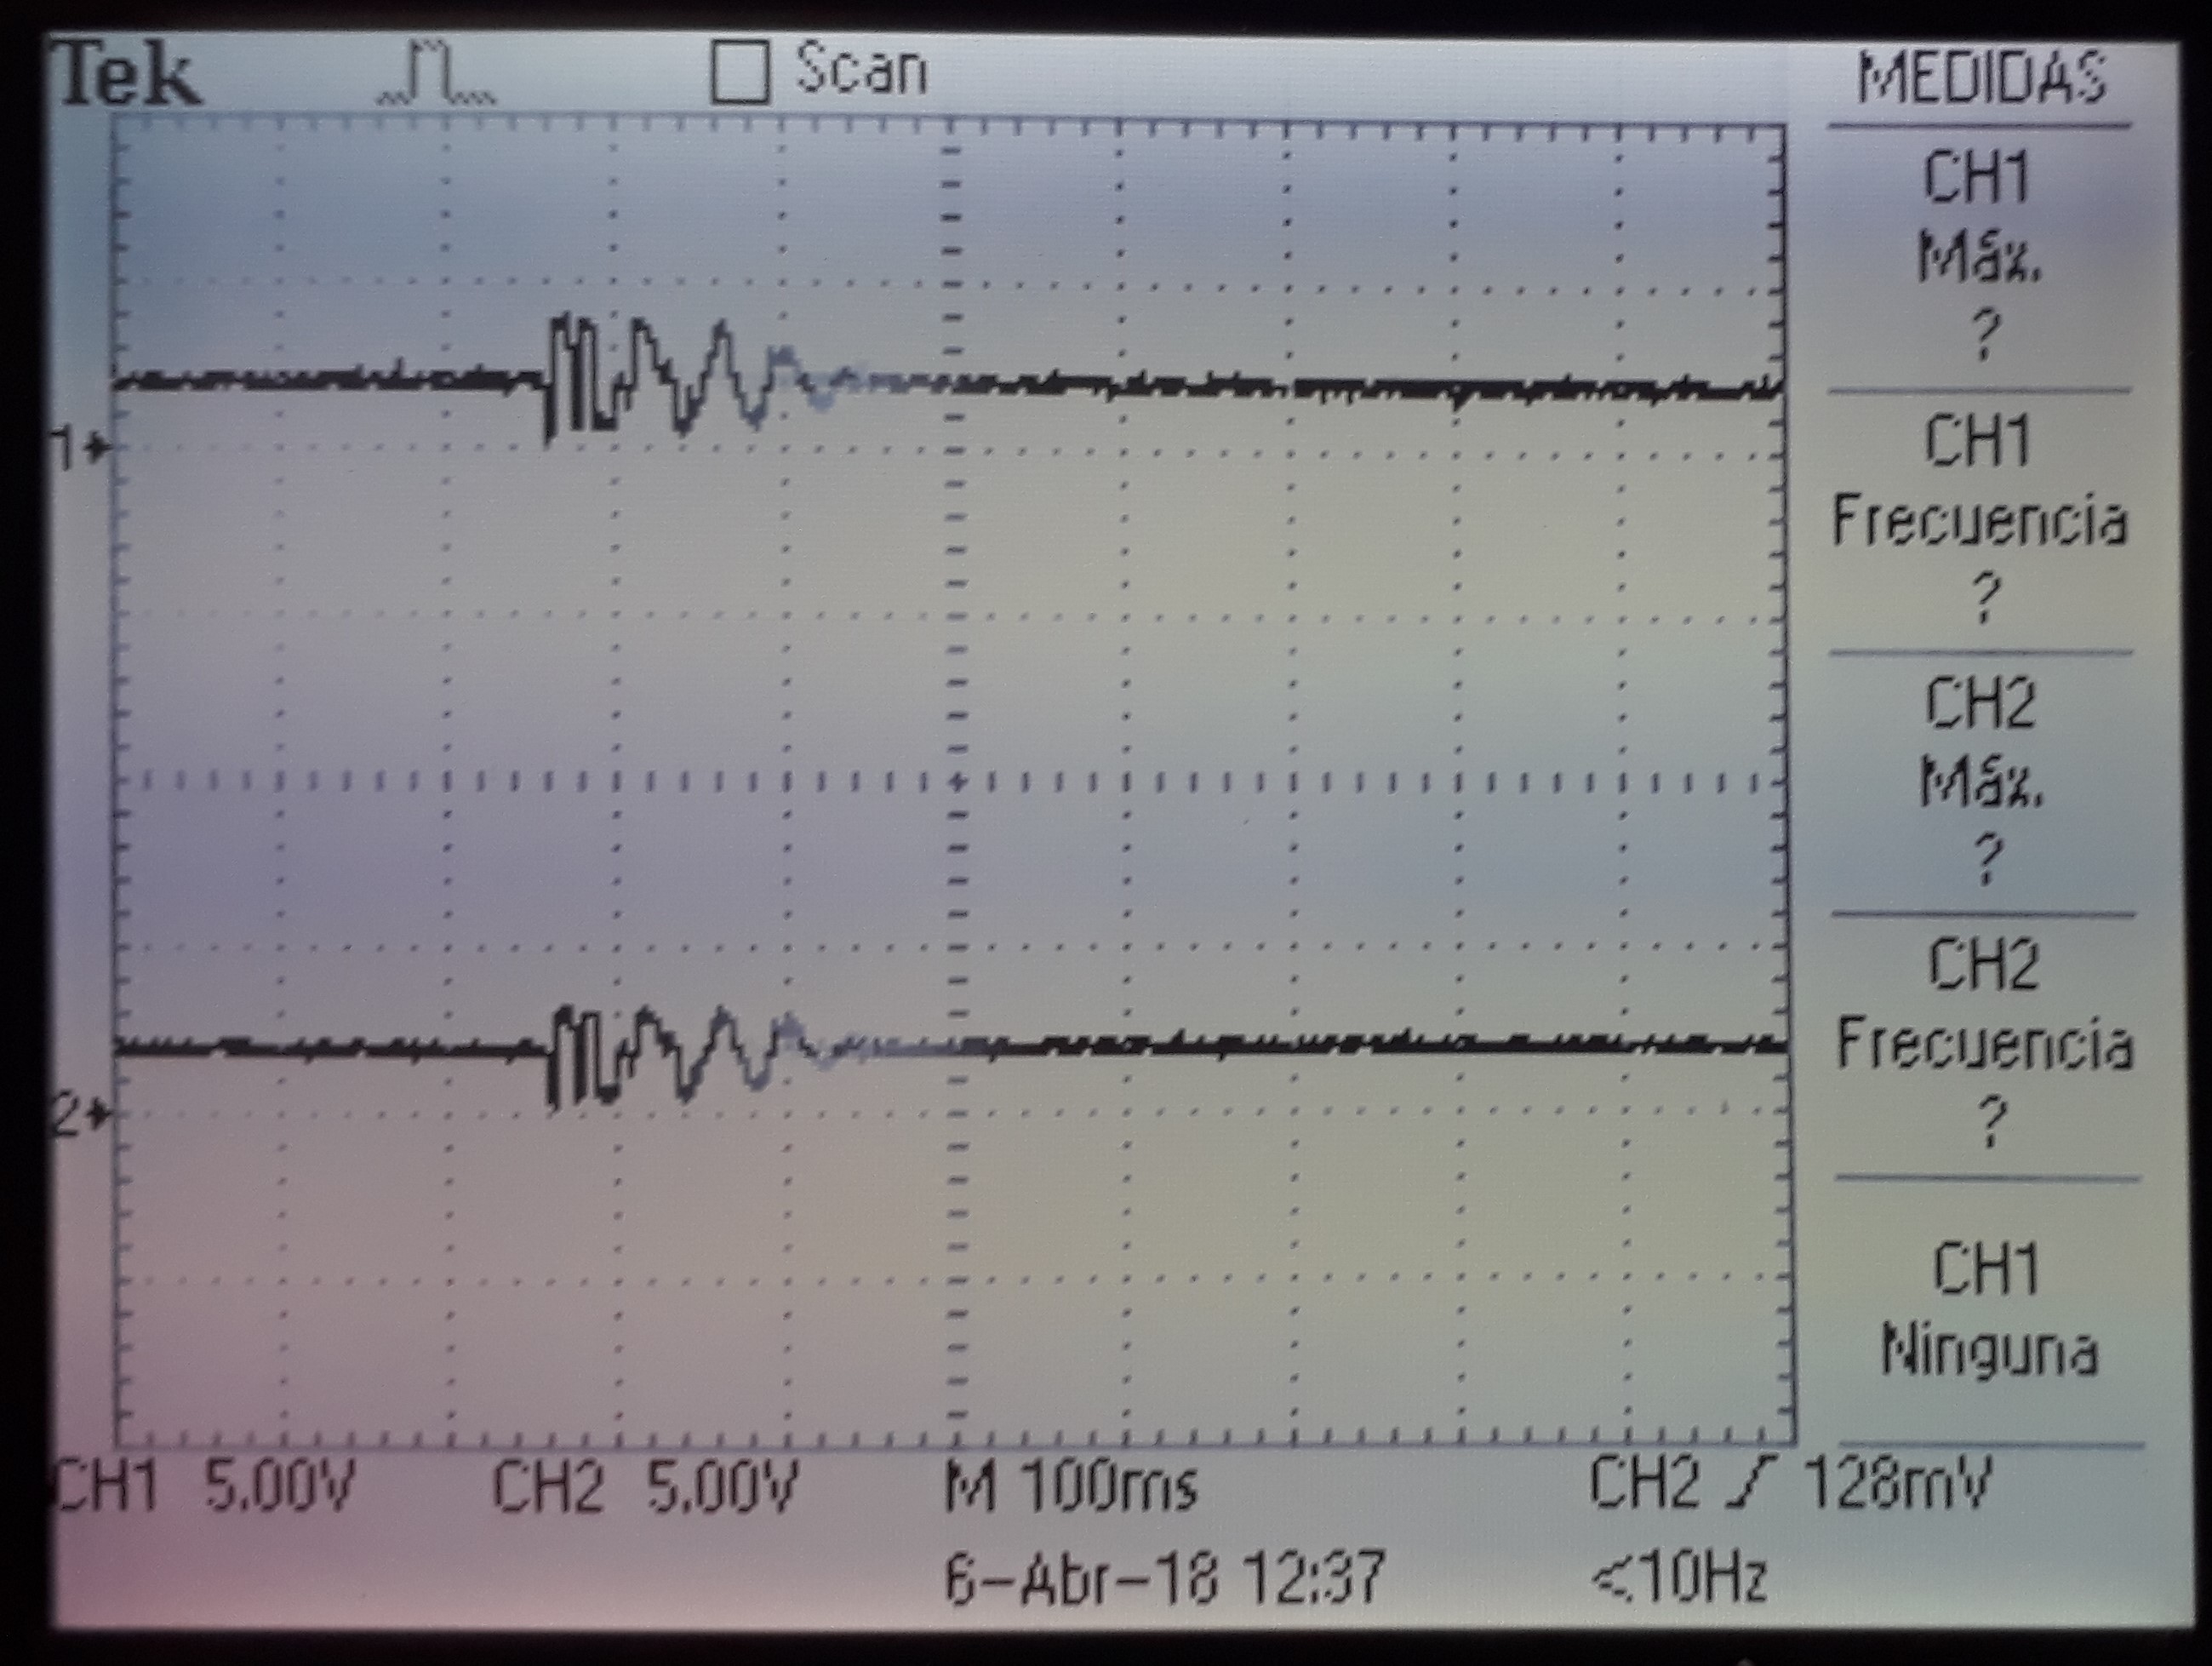 Tek Scan MEDIDAS
CH1
Máx.
?
CH1
Frecuencia
?
CH2
Máx.
?
CH2
Frecuencia
?
CH1
Ninguna
1
2
CH1 5.00V CH2 5.00V M 100ms CH2 128mV
6-Abr-18 12:37 <10Hz